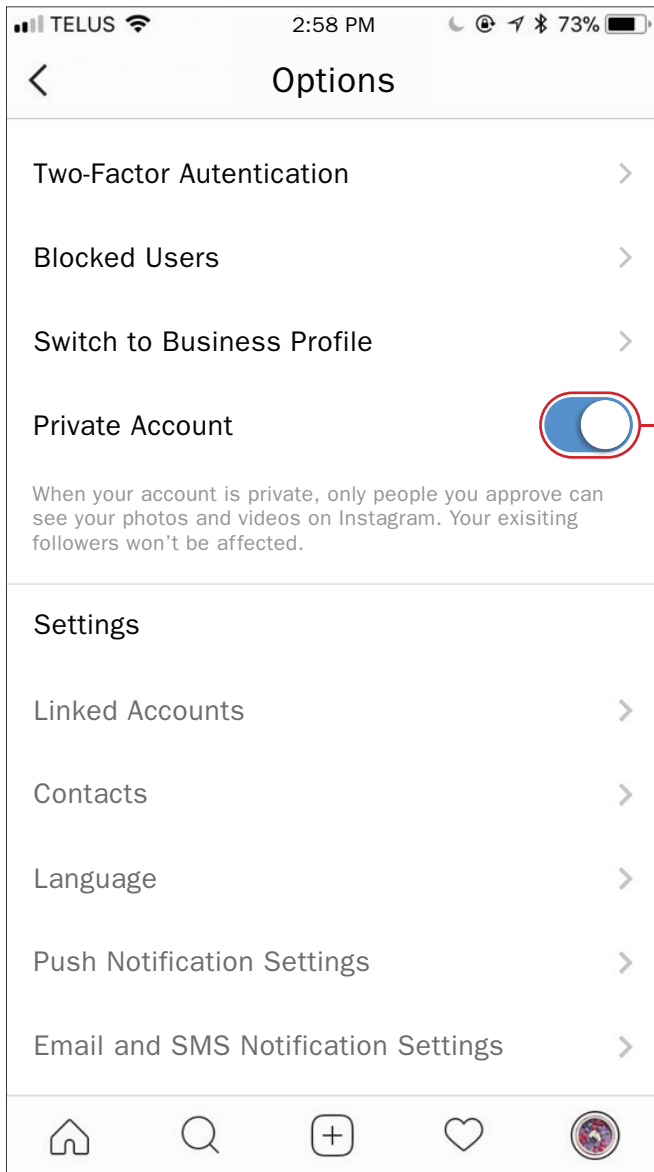 TELUS 2:58 PM 73%
Options
Two-Factor Autentication
Blocked Users
Switch to Business Profile
Private Account
When your account is private, only people you approve can
see your photos and videos on Instagram. Your exisiting
followers won't be affected.
Settings
Linked Accounts
Contacts
Language
Push Notification Settings
Email and SMS Notification Settings